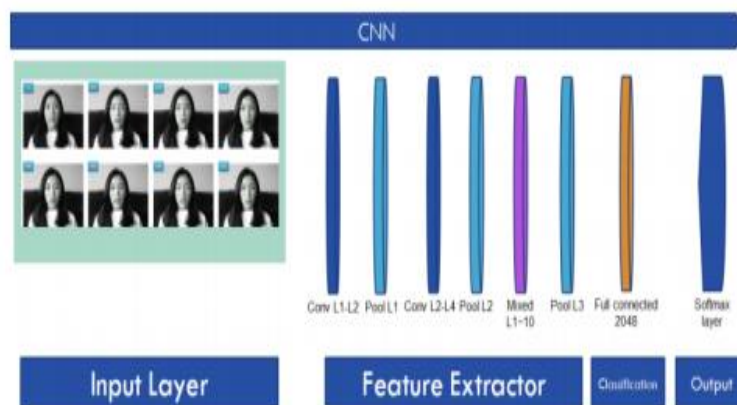 CNN
Conv L1-L2 Pool L1 Conv L2-L4 Pool L2 Mixed L1-10 Pool L3 Full connected 2048 Softmax layer
Input Layer Feature Extractor Classification Output